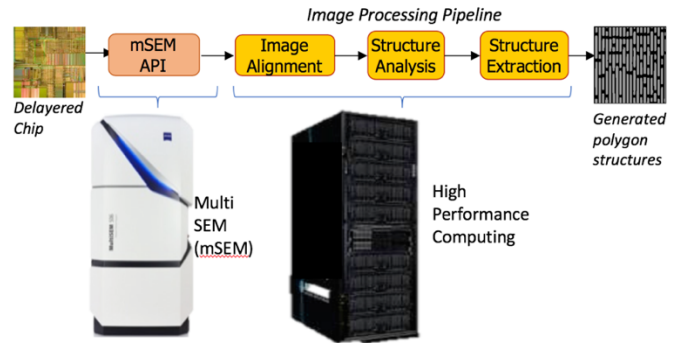 Image Processing Pipeline
mSEM
API
Image
Alignment
Structure
Analysis
Structure
Extraction
Delayered
Chip
Generated
polygon
structures
Multi
SEM
(mSEM)
High
Performance
Computing